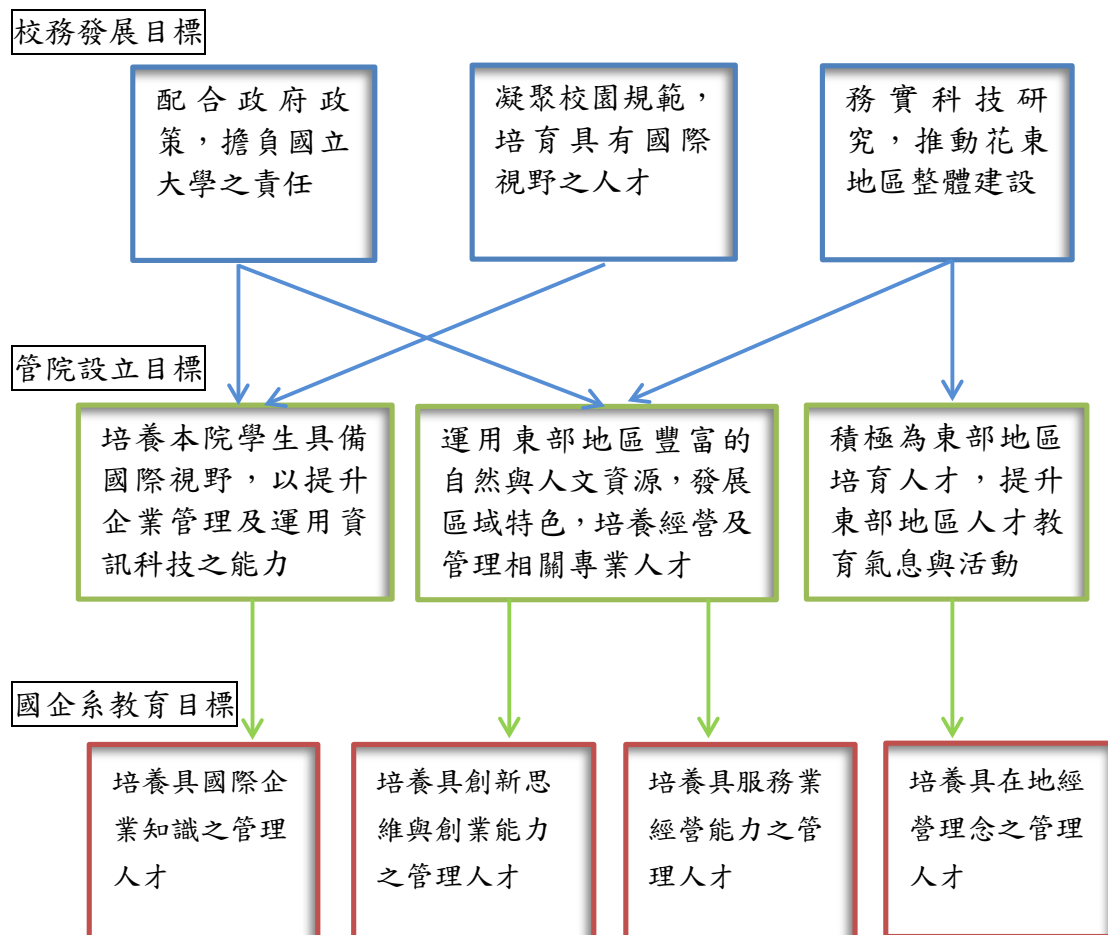 校務發展目標
配合政府政
策，擔負國立
大學之責任
凝聚校園規範，
培育具有國際
視野之人才
務實科技研
究，推動花東
地區整體建設
管院設立目標
培養本院學生具備
國際視野，以提升
企業管理及運用資
訊科技之能力
運用東部地區豐富的
自然與人文資源，發展
區域特色，培養經營及
管理相關專業人才
積極為東部地區
培育人才，提升
東部地區人才教
育氣息與活動
國企系教育目標
培養具國際企
業知識之管理
人才
培養具創新思
維與創業能力
之管理人才
培養具服務業
經營能力之管
理人才
培養具在地經
營理念之管理
人才